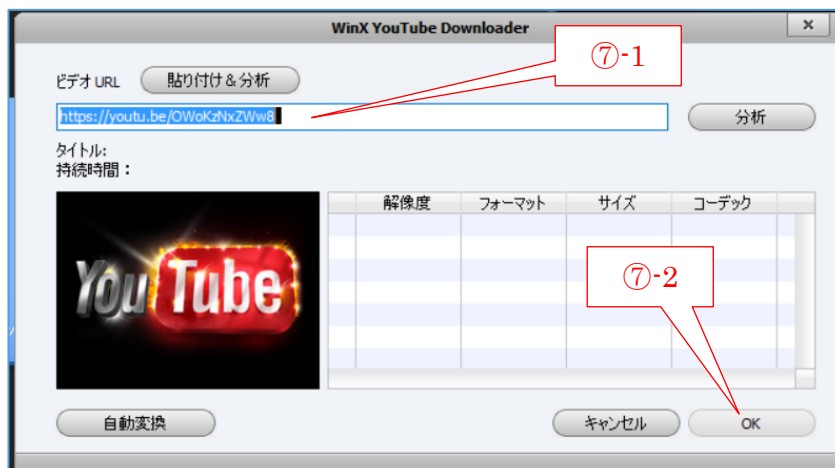 WinX YouTube Downloader
⑦-1
ビデオ URL 貼り付け＆分析
https://youtu.be/OWoKzNxZWw8 分析
タイトル:
持続時間：
解像度 フォーマット サイズ コーデック
YouTube
⑦-2
自動変換 キャンセル OK